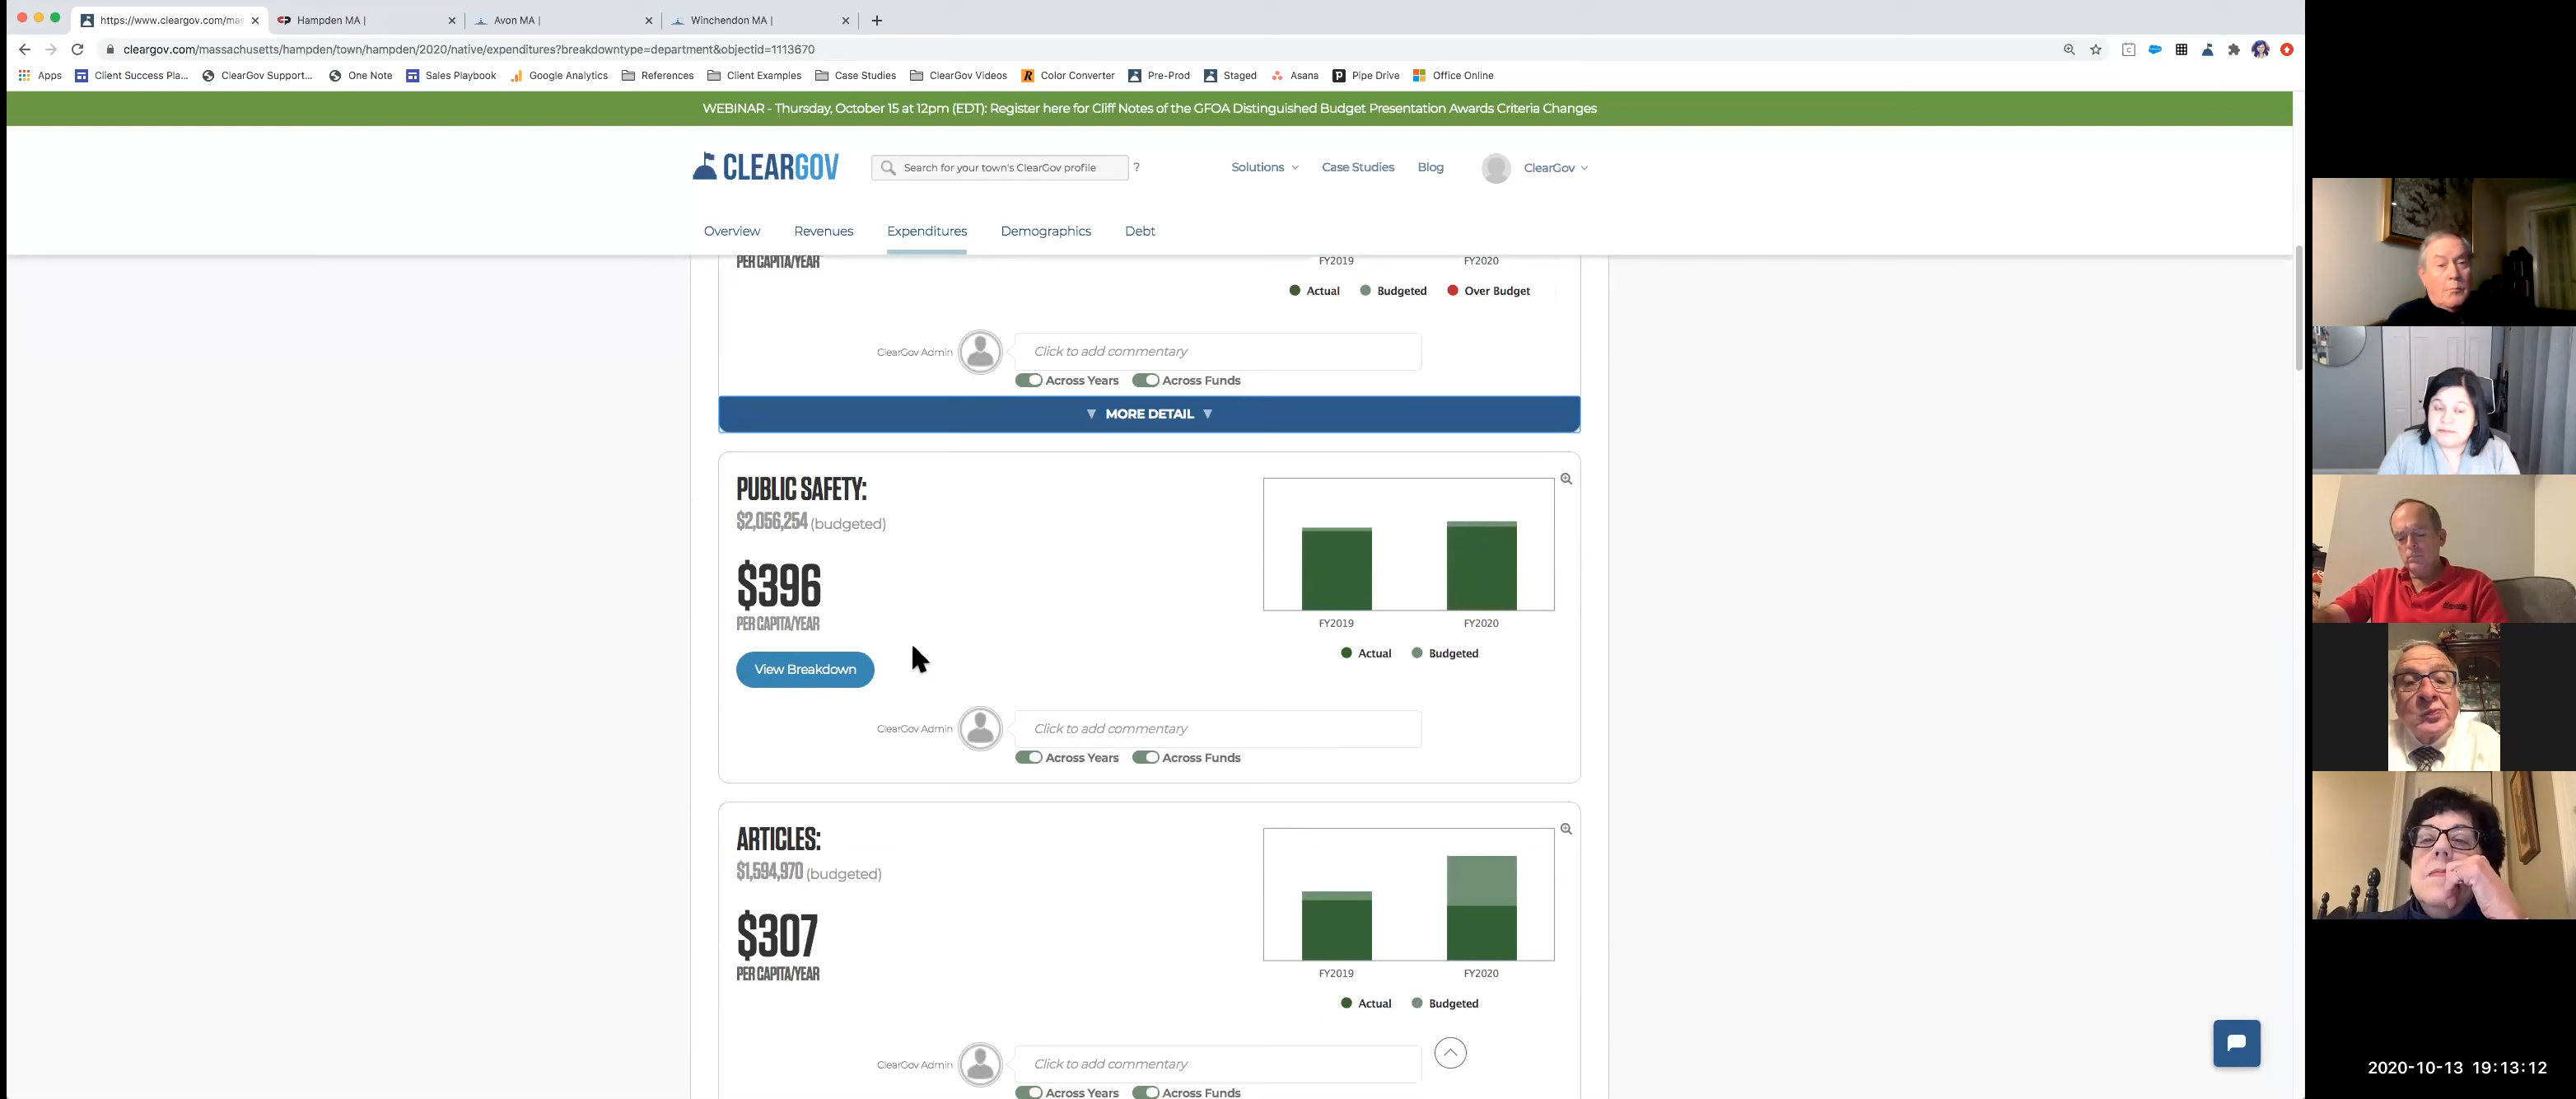 https://www.cleargov.com/mas
Hampden MA |
Avon MA |
Winchendon MA |
cleargov.com/massachusetts/hampden/town/hampden/2020/native/expenditures?breakdowntype=department&objectid=1113670
Apps Client Success Pla... ClearGov Support... One Note Sales Playbook Google Analytics References Client Examples Case Studies ClearGov Videos Color Converter Pre-Prod Staged Asana Pipe Drive Office Online
WEBINAR - Thursday, October 15 at 12pm (EDT): Register here for Cliff Notes of the GFOA Distinguished Budget Presentation Awards Criteria Changes
CLEARGOV Search for your town's ClearGov profile ? Solutions Case Studies Blog ClearGov
Overview Revenues Expenditures Demographics Debt
PER CAPITA/YEAR
FY2019 FY2020
Actual Budgeted Over Budget
ClearGov Admin Click to add commentary
Across Years Across Funds
MORE DETAIL
PUBLIC SAFETY:
$2,056,254 (budgeted)
$396
PER CAPITA/YEAR
View Breakdown
FY2019 FY2020
Actual Budgeted
ClearGov Admin Click to add commentary
Across Years Across Funds
ARTICLES:
$1,594,970 (budgeted)
$307
PER CAPITA/YEAR
FY2019 FY2020
Actual Budgeted
ClearGov Admin Click to add commentary
Across Years Across Funds
2020-10-13 19:13:12